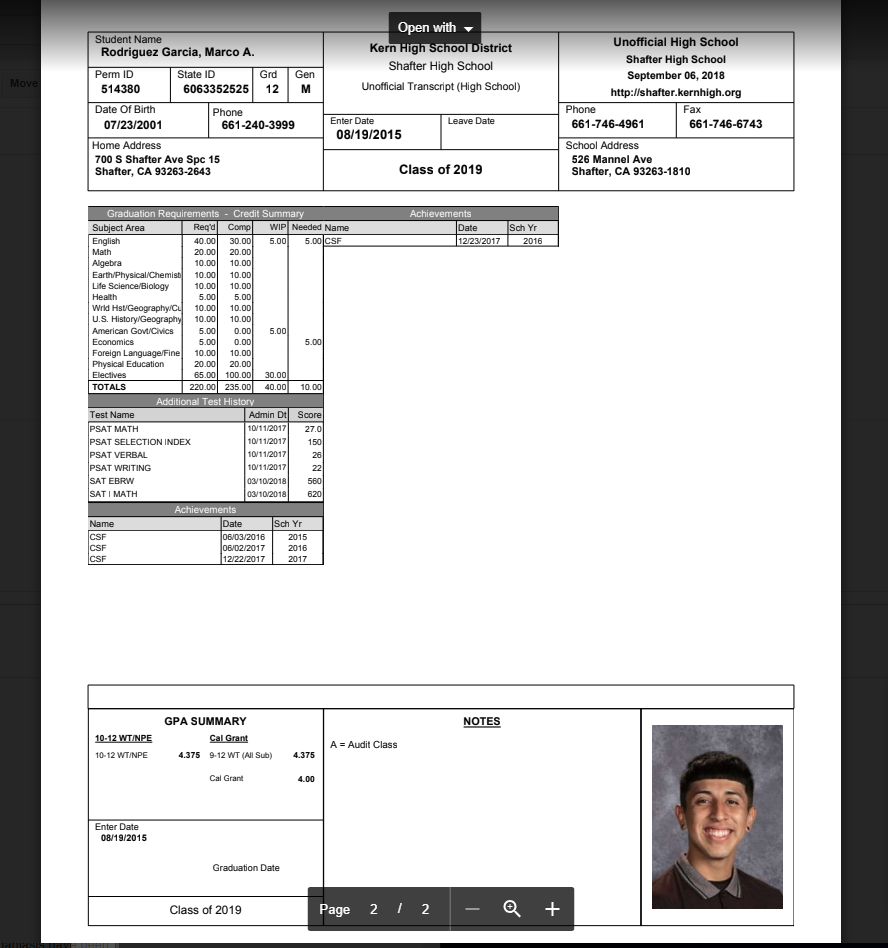 Open with
Student Name
Rodriguez Garcia, Marco A.
Perm ID State ID Grd Gen
514380 6063352525 12 M
Date Of Birth Phone
07/23/2001 661-240-3999
Home Address
700 S Shafter Ave Spc 15
Shafter, CA 93263-2643
Kern High School District
Shafter High School
Unofficial Transcript (High School)
Enter Date Leave Date
08/19/2015
Class of 2019
Unofficial High School
Shafter High School
September 06, 2018
http://shafter.kernhigh.org
Phone Fax
661-746-4961 661-746-6743
School Address
526 Mannel Ave
Shafter, CA 93263-1810
Move
Graduation Requirements - Credit Summary
Subject Area Req'd Comp WIP Needed
English 40.00 30.00 5.00 5.00
Math 20.00 20.00
Algebra 10.00 10.00
Earth/Physical/Chemist 10.00 10.00
Life Science/Biology 10.00 10.00
Health 5.00 5.00
Wrld Hst/Geography/Cu 10.00 10.00
U.S. History/Geography 10.00 10.00
American Govt/Civics 5.00 0.00 5.00
Economics 5.00 0.00 5.00
Foreign Language/Fine 10.00 10.00
Physical Education 20.00 20.00
Electives 65.00 100.00 30.00
TOTALS 220.00 235.00 40.00 10.00
Achievements
Name Date Sch Yr
CSF 12/23/2017 2016
Additional Test History
Test Name Admin Dt Score
PSAT MATH 10/11/2017 27.0
PSAT SELECTION INDEX 10/11/2017 150
PSAT VERBAL 10/11/2017 26
PSAT WRITING 10/11/2017 22
SAT EBRW 03/10/2018 560
SAT I MATH 03/10/2018 620
Achievements
Name Date Sch Yr
CSF 06/03/2016 2015
CSF 06/02/2017 2016
CSF 12/22/2017 2017
GPA SUMMARY
10-12 WT/NPE Cal Grant
10-12 WT/NPE 4.375 9-12 WT (All Sub) 4.375
Cal Grant 4.00
Enter Date
08/19/2015
Graduation Date
Class of 2019
NOTES
A = Audit Class
Page 2 / 2